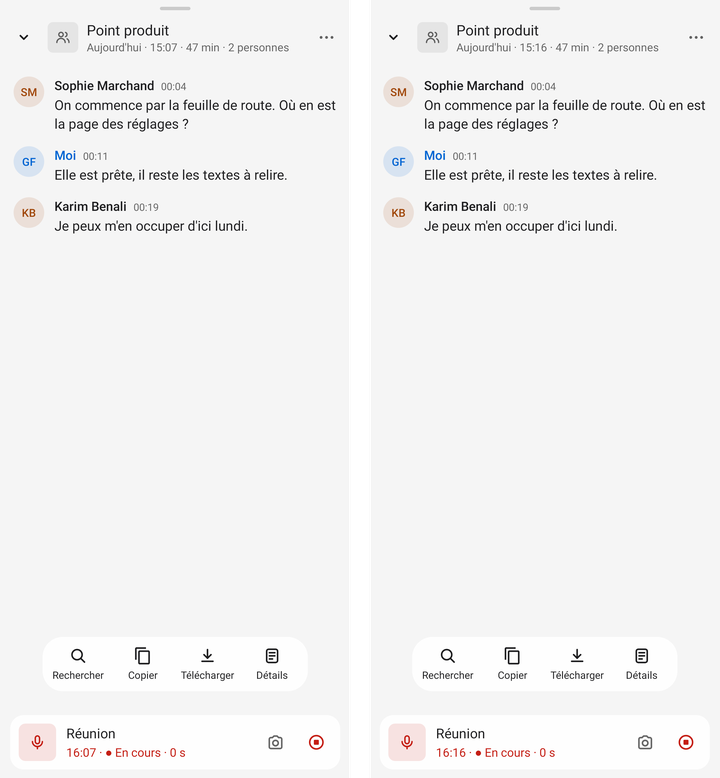 Point produit
Aujourd'hui · 15:07 · 47 min · 2 personnes
SM
Sophie Marchand 00:04
On commence par la feuille de route. Où en est
la page des réglages ?
GF
Moi 00:11
Elle est prête, il reste les textes à relire.
KB
Karim Benali 00:19
Je peux m'en occuper d'ici lundi.
Rechercher
Copier
Télécharger
Détails
Réunion
16:07 · ● En cours · 0 s
Point produit
Aujourd'hui · 15:16 · 47 min · 2 personnes
SM
Sophie Marchand 00:04
On commence par la feuille de route. Où en est
la page des réglages ?
GF
Moi 00:11
Elle est prête, il reste les textes à relire.
KB
Karim Benali 00:19
Je peux m'en occuper d'ici lundi.
Rechercher
Copier
Télécharger
Détails
Réunion
16:16 · ● En cours · 0 s